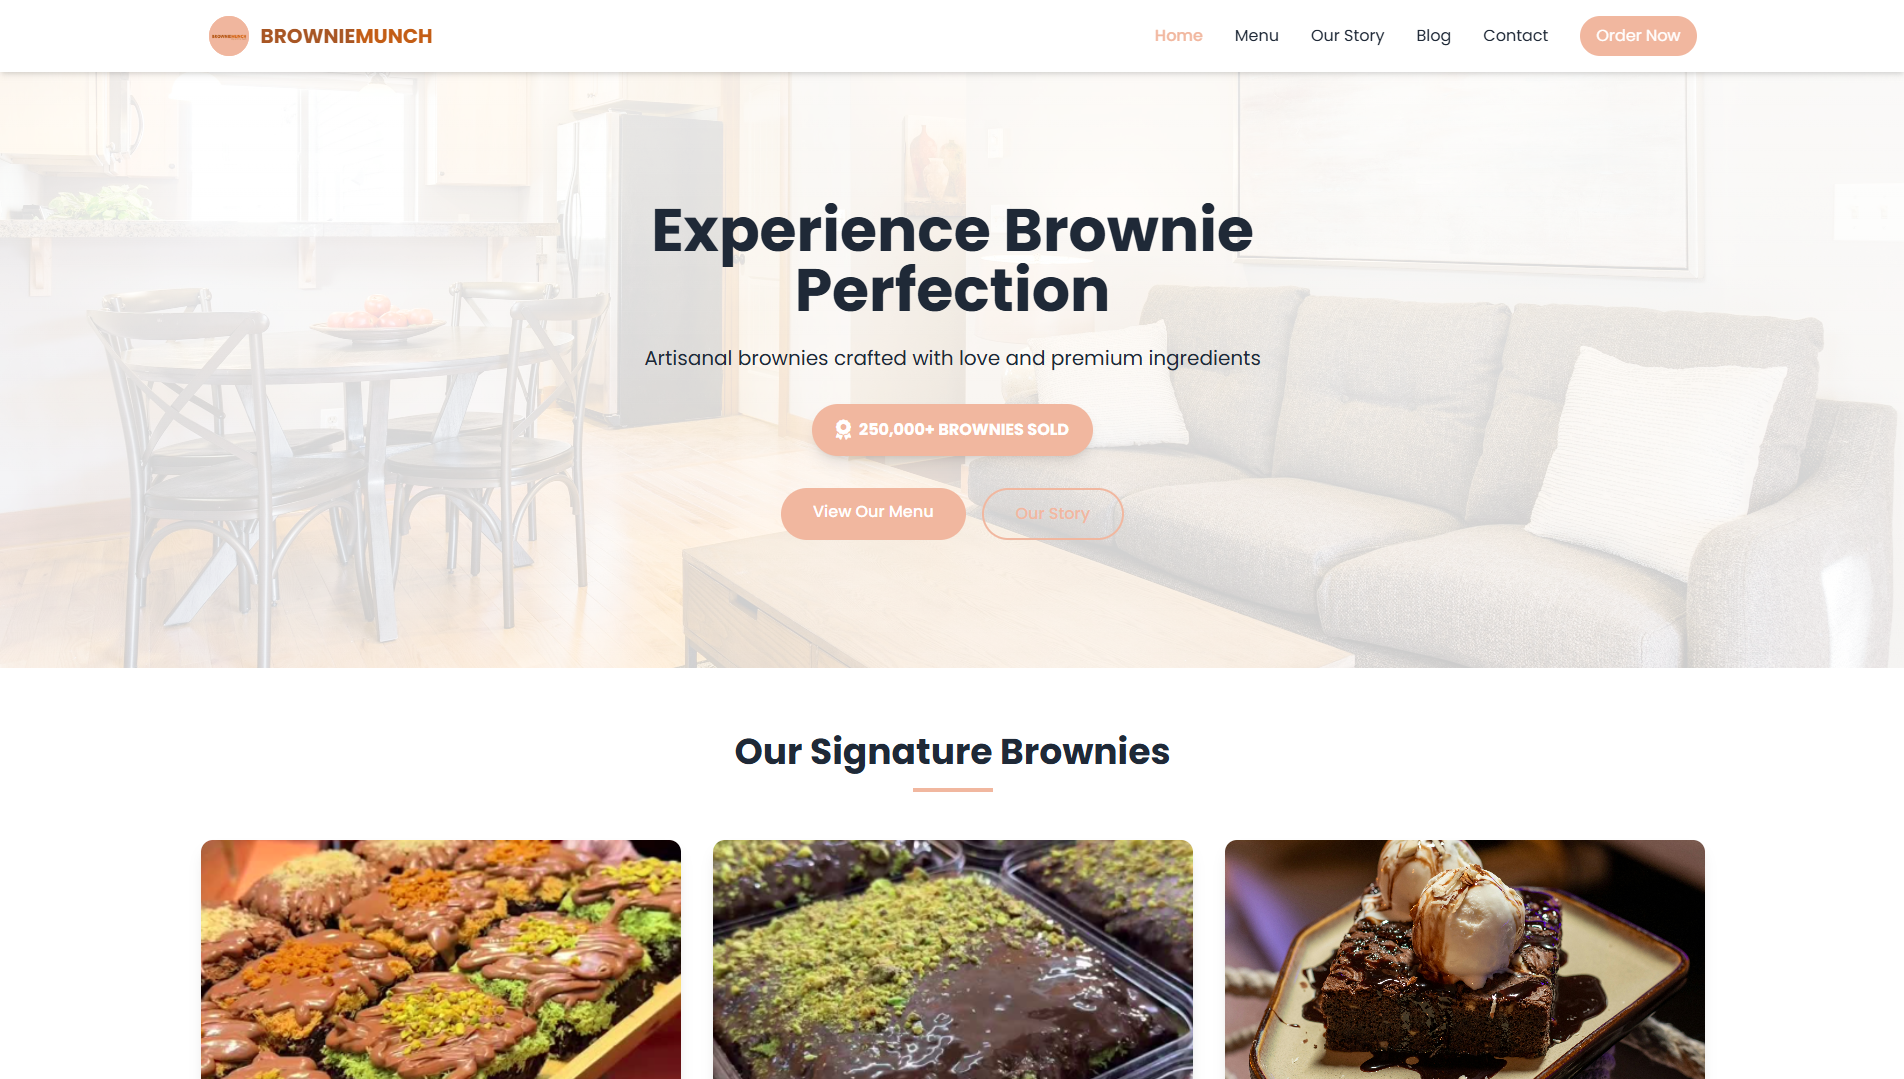 BROWNIEMUNCH
BROWNIEMUNCH
Home
Menu
Our Story
Blog
Contact
Order Now
Experience Brownie
Perfection
Artisanal brownies crafted with love and premium ingredients
250,000+ BROWNIES SOLD
View Our Menu
Our Story
Our Signature Brownies